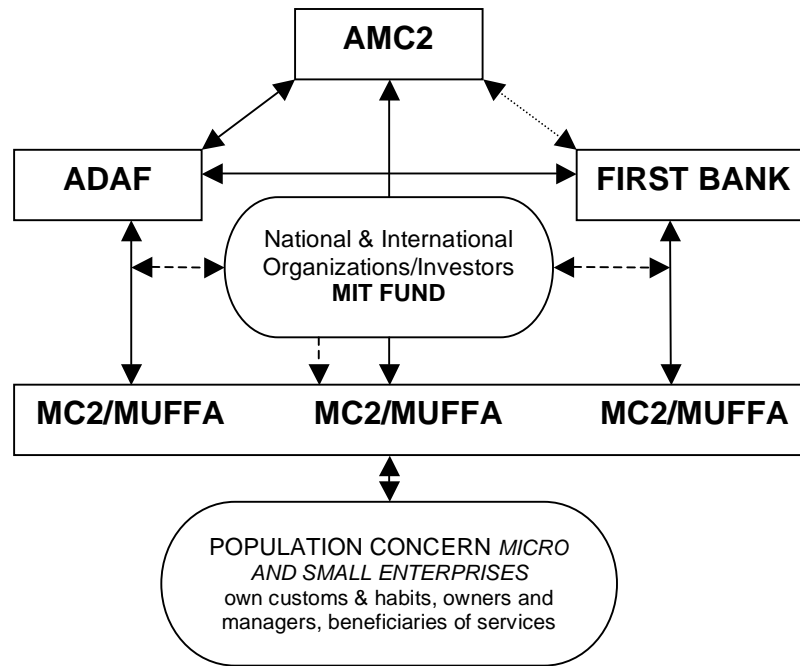 AMC2
ADAF
FIRST BANK
National & International
Organizations/Investors
MIT FUND
MC2/MUFFA MC2/MUFFA MC2/MUFFA
POPULATION CONCERN MICRO
AND SMALL ENTERPRISES
own customs & habits, owners and
managers, beneficiaries of services